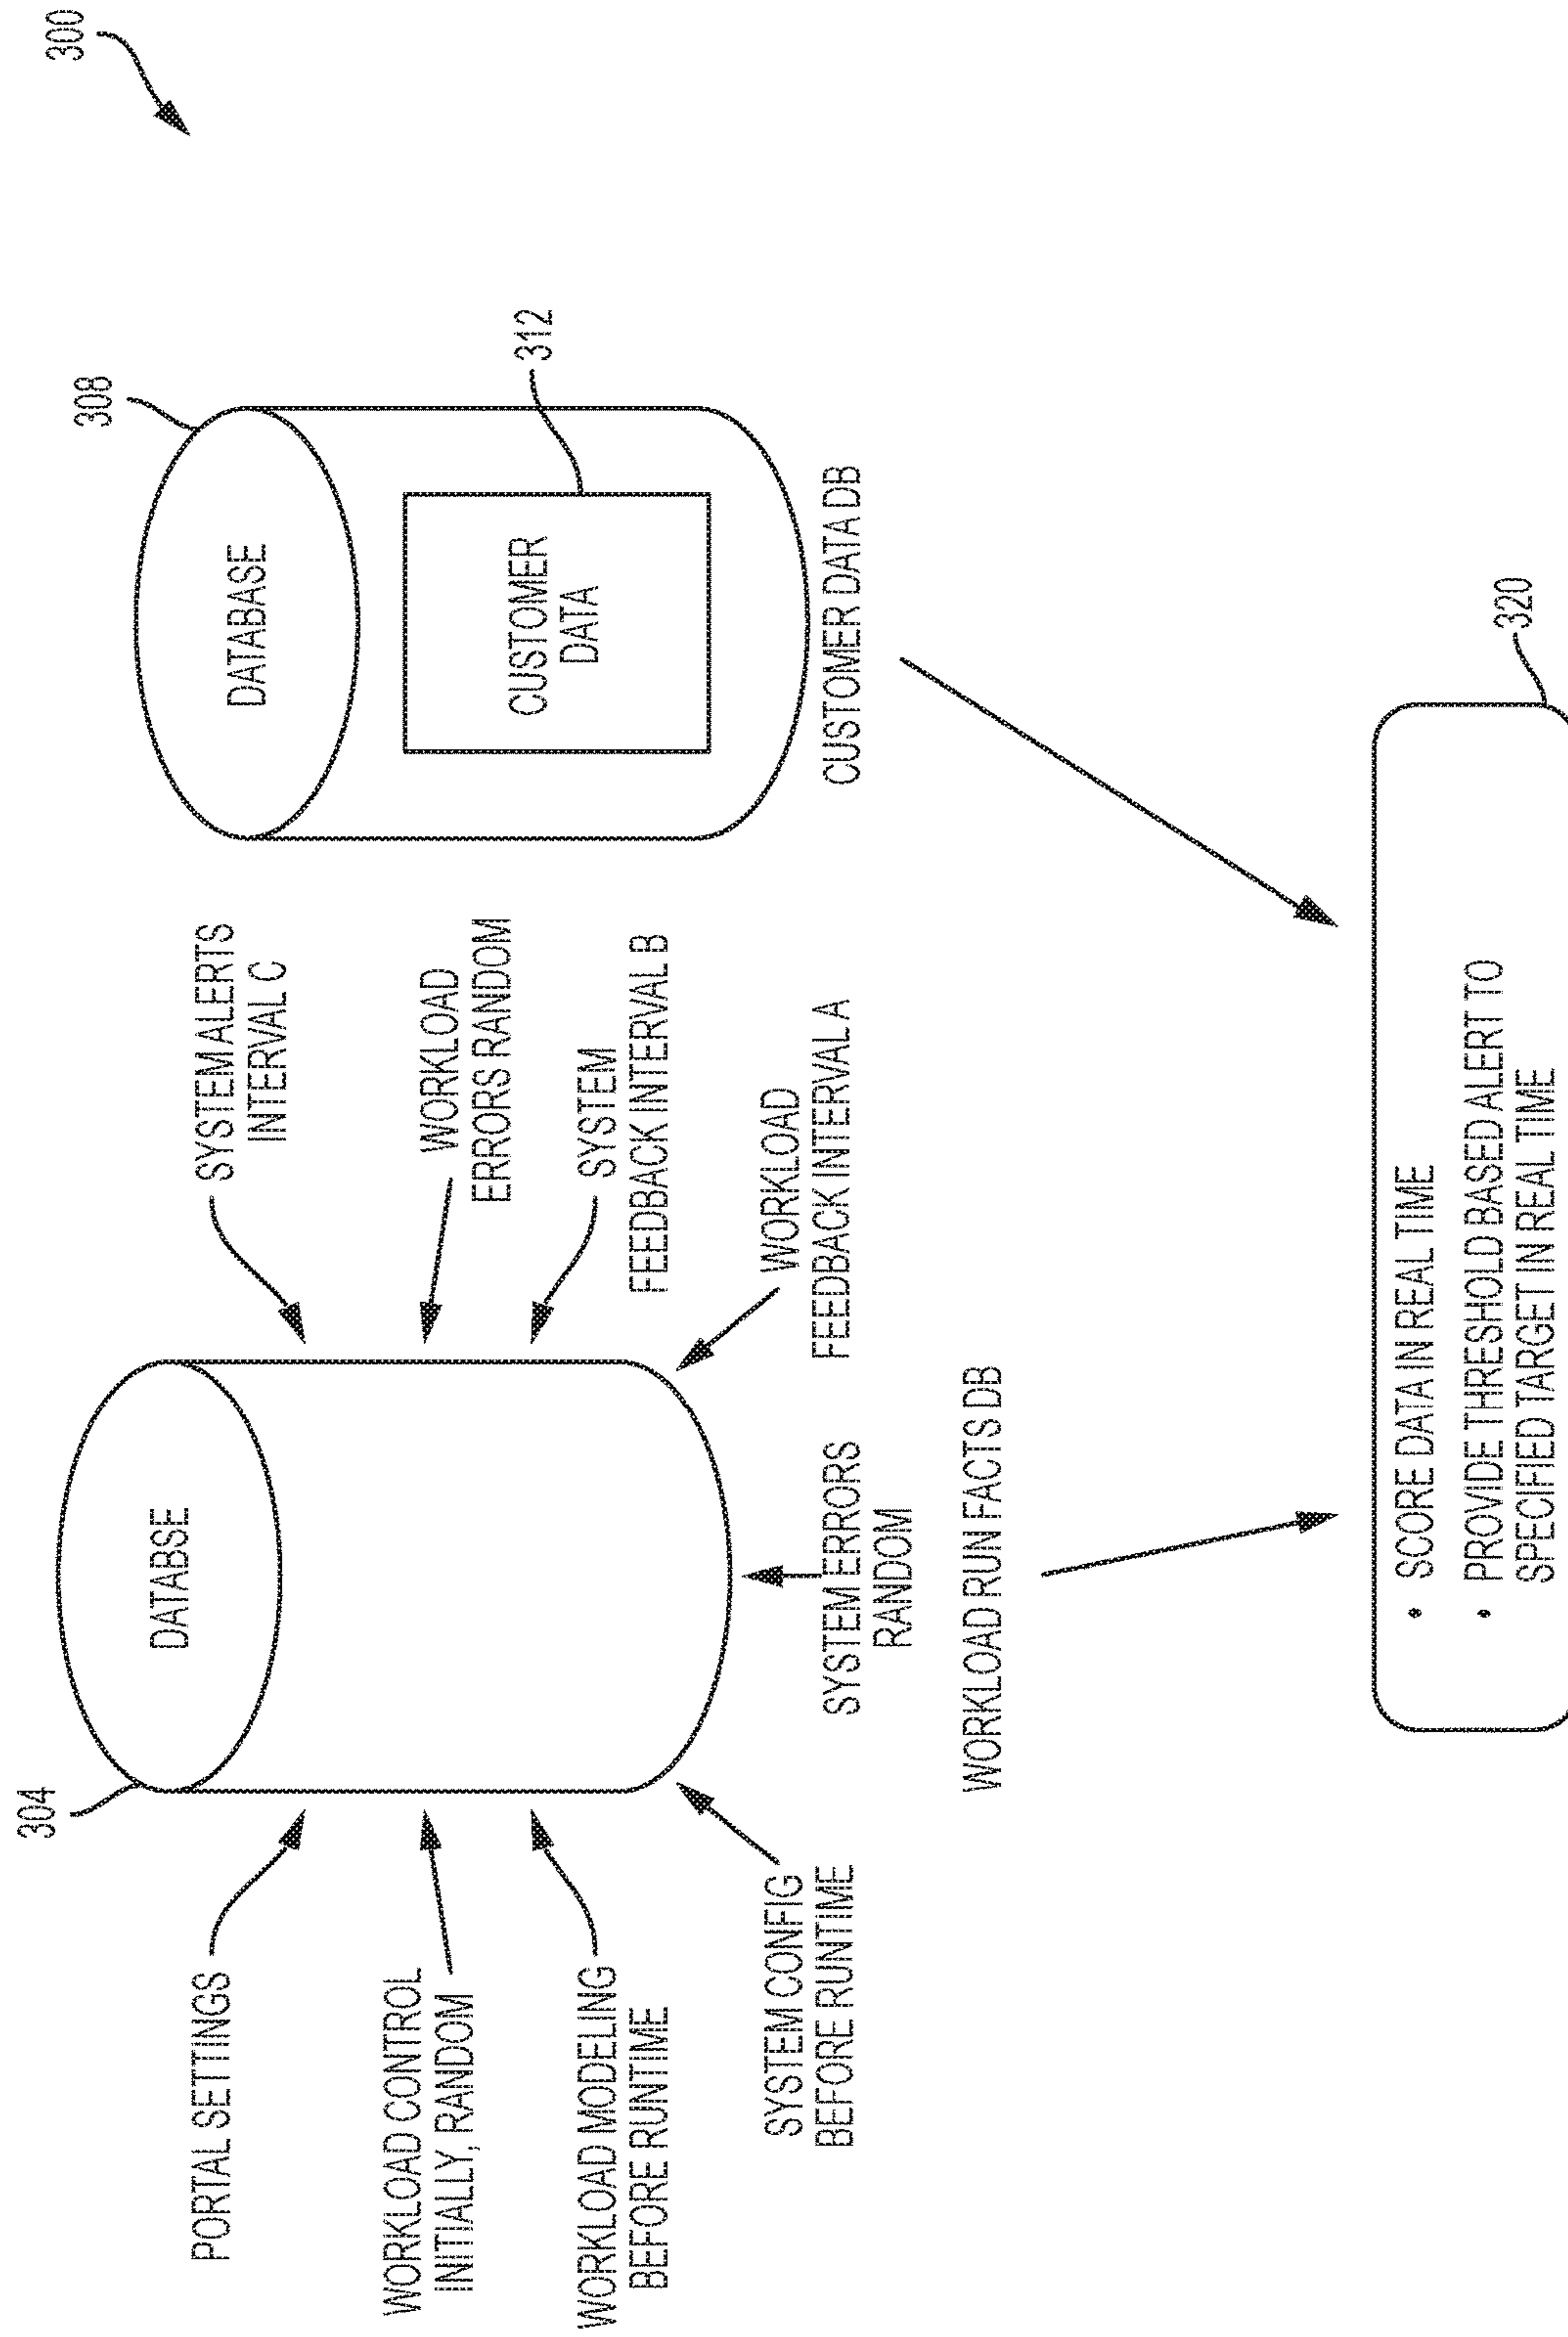 300
304
DATABSE
PORTAL SETTINGS
WORKLOAD CONTROL
INITIALLY, RANDOM
WORKLOAD MODELING
BEFORE RUNTIME
SYSTEM CONFIG
BEFORE RUNTIME
SYSTEM ERRORS
RANDOM
SYSTEM ALERTS
INTERVAL C
WORKLOAD
ERRORS RANDOM
SYSTEM
FEEDBACK INTERVAL B
WORKLOAD
FEEDBACK INTERVAL A
WORKLOAD RUN FACTS DB
308
DATABASE
312
CUSTOMER
DATA
CUSTOMER DATA DB
320
• SCORE DATA IN REAL TIME
• PROVIDE THRESHOLD BASED ALERT TO
SPECIFIED TARGET IN REAL TIME